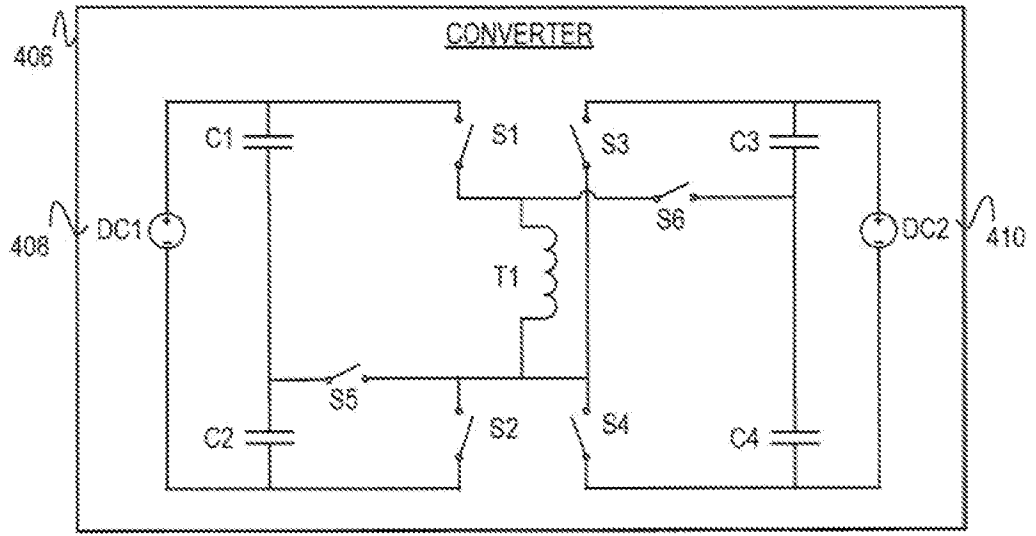 CONVERTER
406
C1
S1
S3
C3
S6
408
DC1
DC2
410
T1
S5
C2
S2
S4
C4